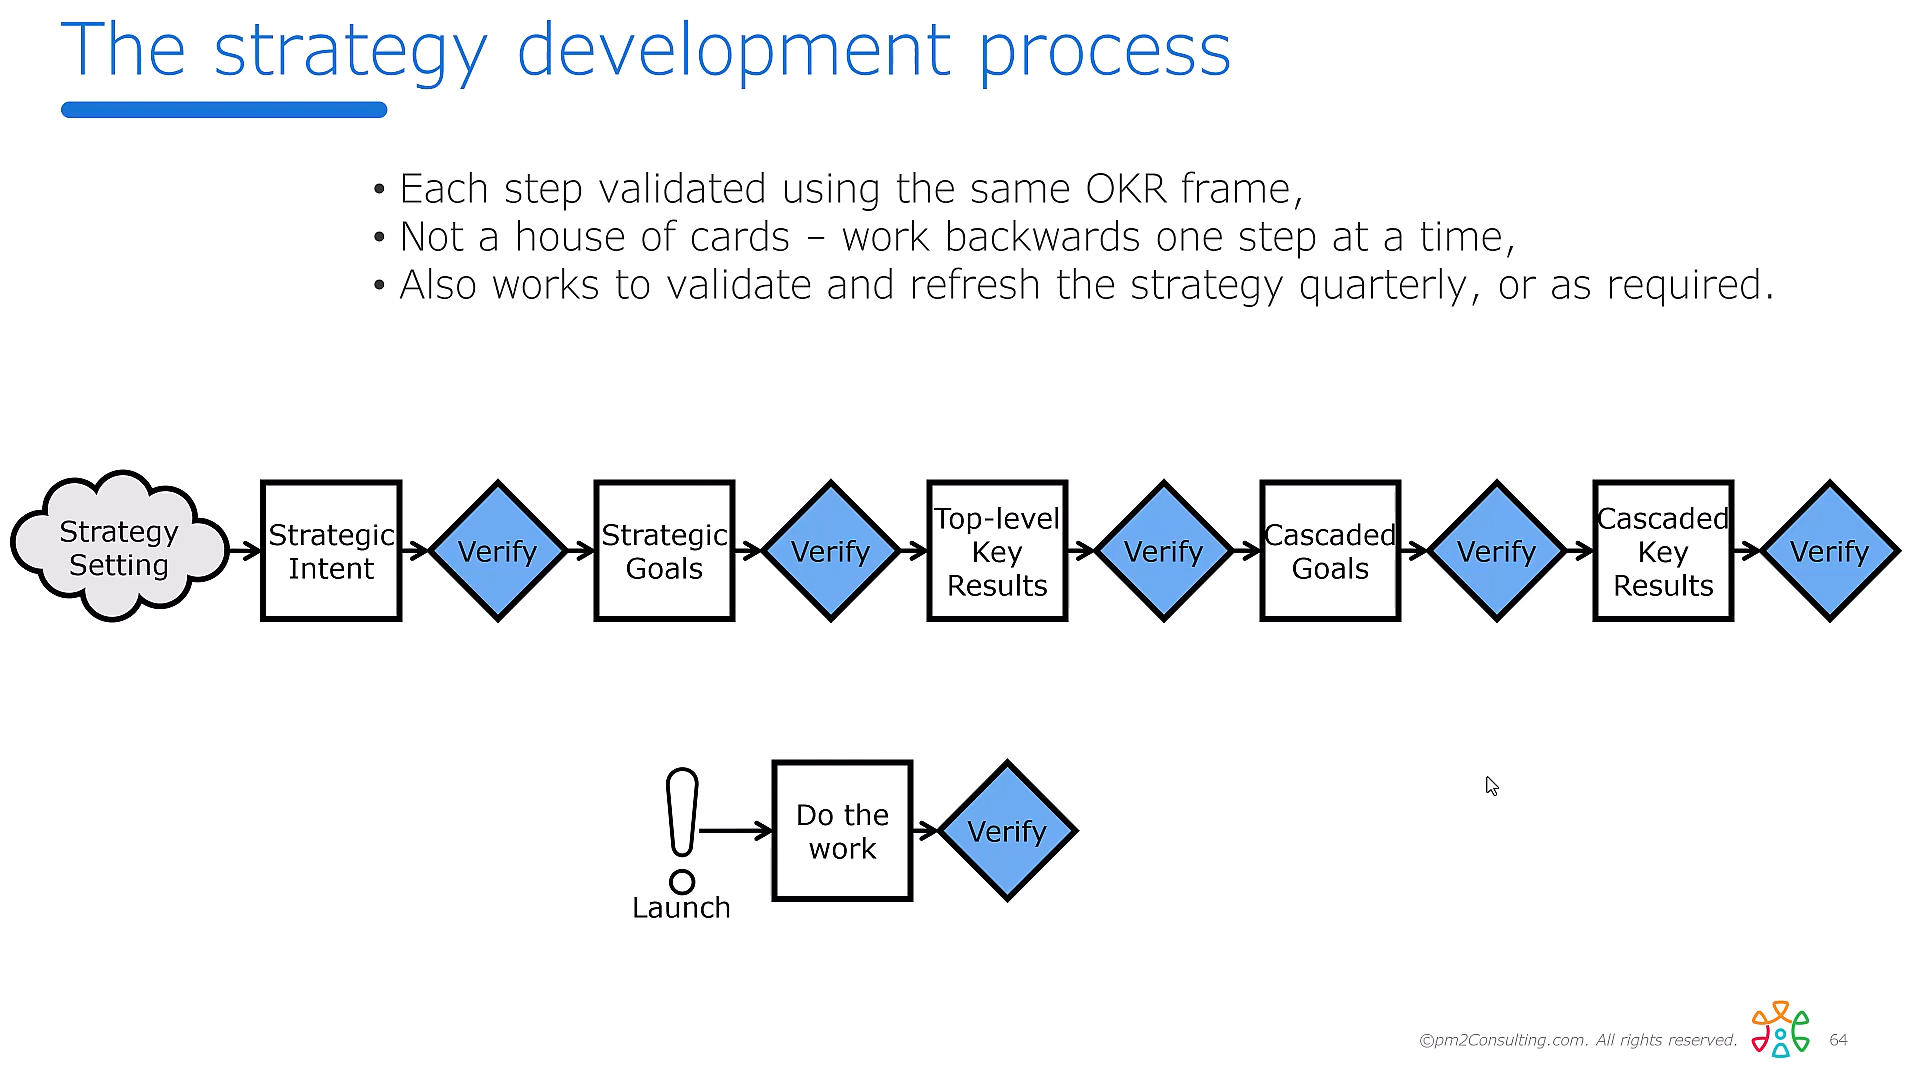 The strategy development process
• Each step validated using the same OKR frame,
• Not a house of cards – work backwards one step at a time,
• Also works to validate and refresh the strategy quarterly, or as required.
Strategy
Setting
Strategic
Intent
Verify
Strategic
Goals
Verify
Top-level
Key
Results
Verify
Cascaded
Goals
Verify
Cascaded
Key
Results
Verify
Launch
Do the
work
Verify
©pm2Consulting.com. All rights reserved.
64